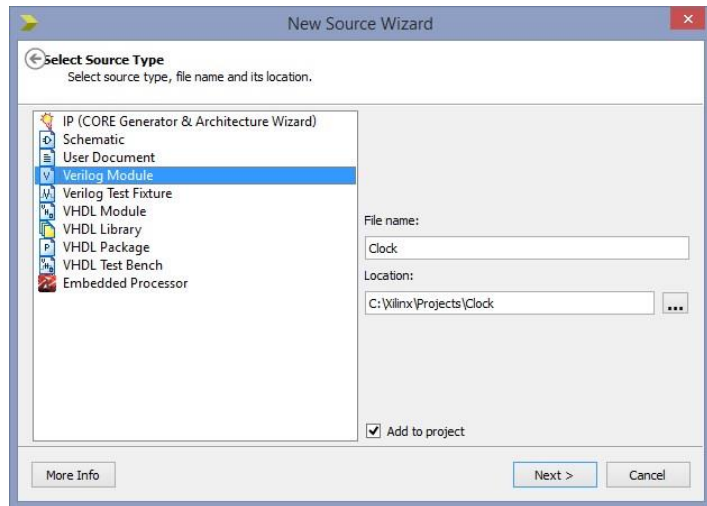 New Source Wizard
Select Source Type
Select source type, file name and its location.
IP (CORE Generator & Architecture Wizard)
Schematic
User Document
Verilog Module
Verilog Test Fixture
VHDL Module
VHDL Library
VHDL Package
VHDL Test Bench
Embedded Processor
File name:
Clock
Location:
C:\Xilinx\Projects\Clock
...
Add to project
More Info
Next >
Cancel